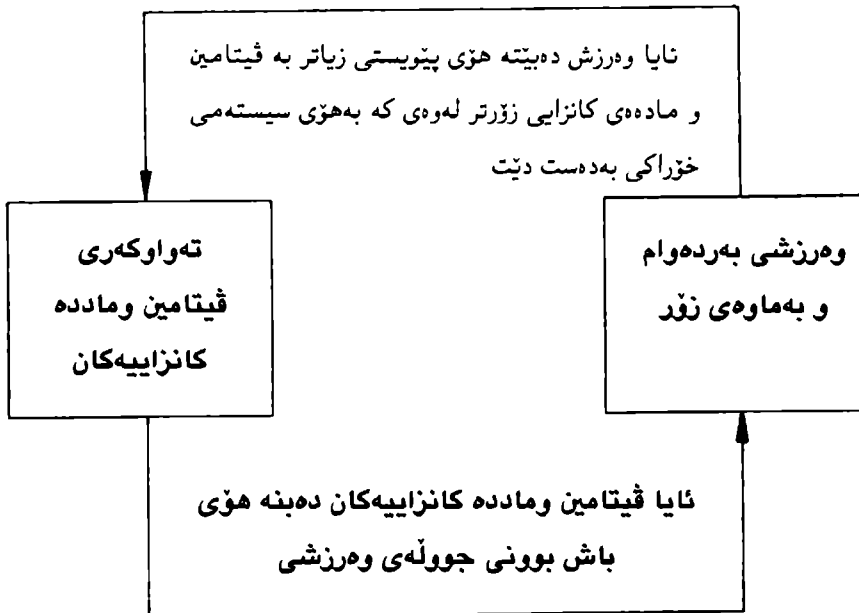 ئایا وەرزش دەبێتە هۆی پێویستی زیاتر بە ڤیتامین
و مادەەی کانزایی زۆرتر لەوەی کە بەهۆی سیستەمی
خۆراکی بەدەست دێت
وەرزشی بەردەوام
و بەماوەی زۆر
تەواوکەری
ڤیتامین وماددە
کانزاییەکان
ئایا ڤیتامین وماددە کانزاییەکان دەبنە هۆی
باش بوونی جووڵەی وەرزشی